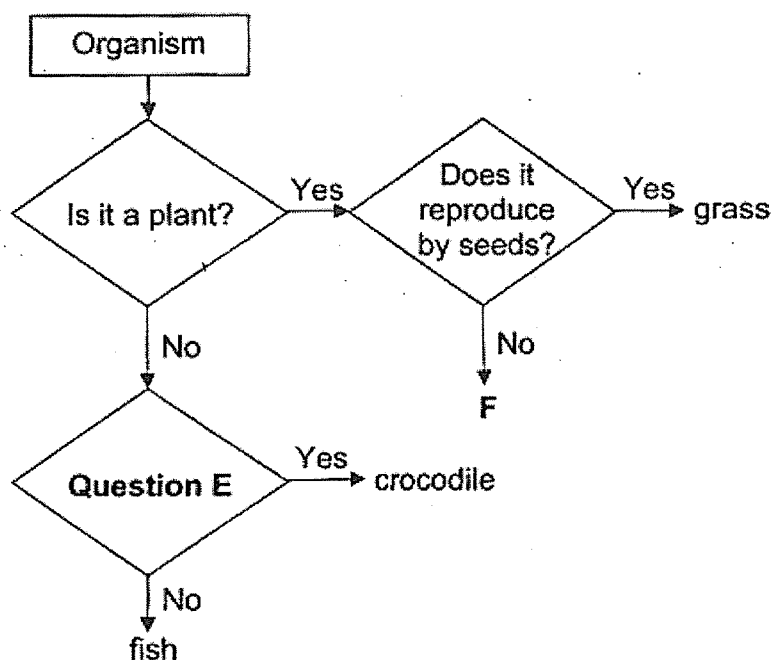 Organism
Is it a plant?
Yes
Does it
reproduce
by seeds?
Yes
grass
No
No
F
Question E
Yes
crocodile
No
fish